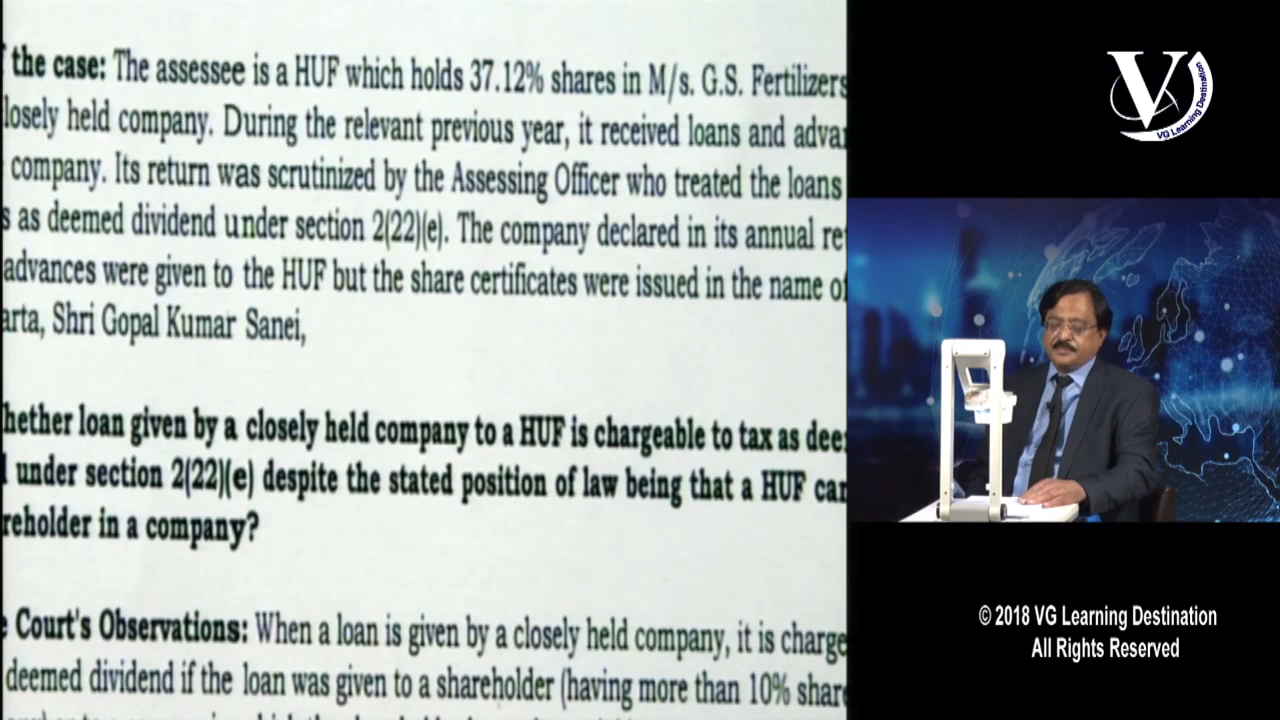 the case: The assessee is a HUF which holds 37.12% shares in M/s. G.S. Fertilizers
losely held company. During the relevant previous year, it received loans and adva
company. Its return was scrutinized by the Assessing Officer who treated the loans
s as deemed dividend under section 2(22)(e). The company declared in its annual re
advances were given to the HUF but the share certificates were issued in the name of
arta, Shri Gopal Kumar Sanei,
hether loan given by a closely held company to a HUF is chargeable to tax as dee
under section 2(22)(e) despite the stated position of law being that a HUF can
reholder in a company?
Court's Observations: When a loan is given by a closely held company, it is charge
deemed dividend if the loan was given to a shareholder (having more than 10% share
V
VG Learning Destination
© 2018 VG Learning Destination
All Rights Reserved